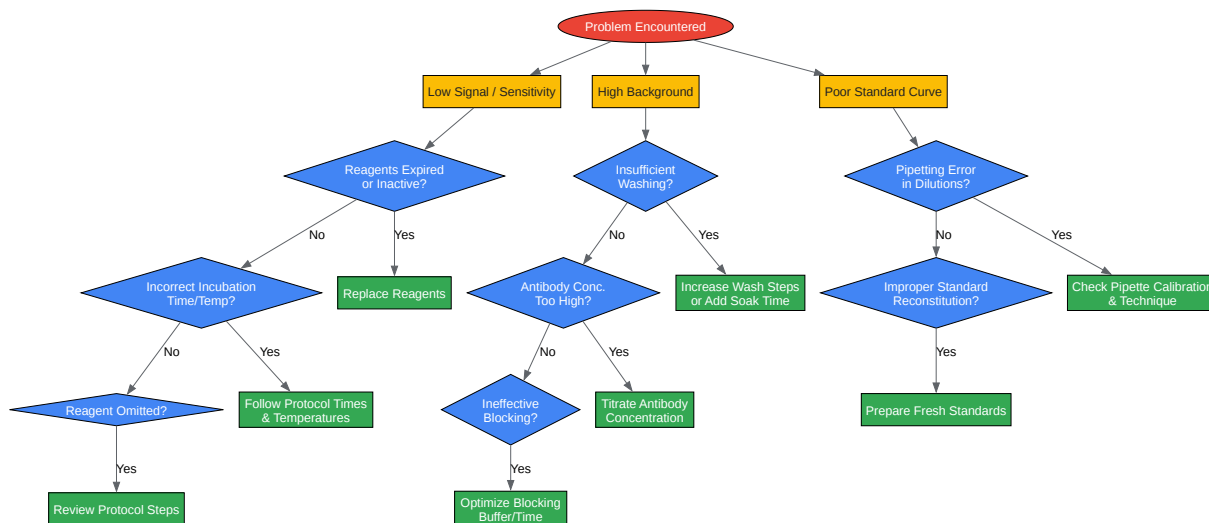 Problem Encountered
Low Signal / Sensitivity
High Background
Poor Standard Curve
Reagents Expired
or Inactive?
Insufficient
Washing?
Pipetting Error
in Dilutions?
No
Yes
No
Yes
No
Yes
Incorrect Incubation
Time/Temp?
Replace Reagents
Antibody Conc.
Too High?
Increase Wash Steps
or Add Soak Time
Improper Standard
Reconstitution?
Check Pipette Calibration
& Technique
No
Yes
No
Yes
Yes
Reagent Omitted?
Follow Protocol Times
& Temperatures
Ineffective
Blocking?
Titrate Antibody
Concentration
Prepare Fresh Standards
Yes
Yes
Review Protocol Steps
Optimize Blocking
Buffer/Time